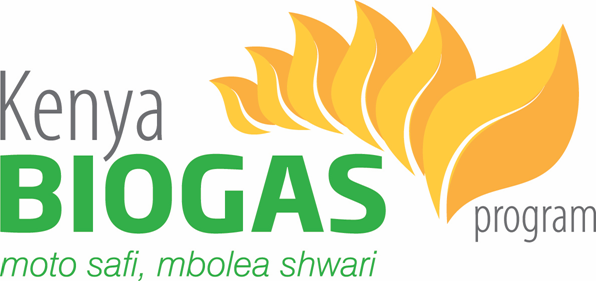 Kenya
BIOGAS
program
moto safi, mbolea shwari